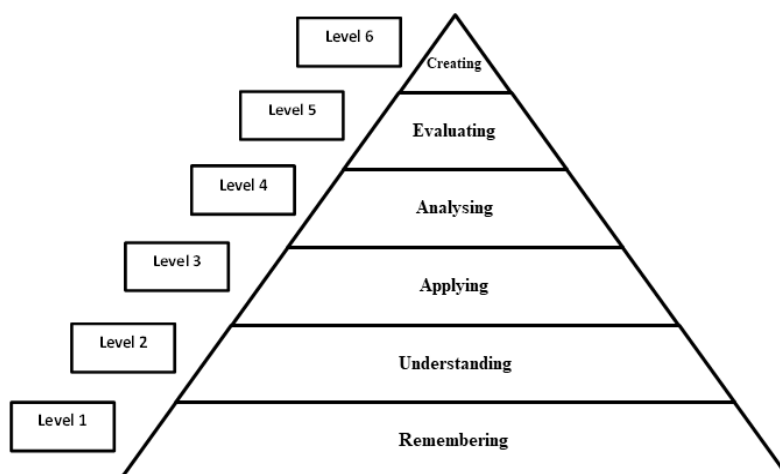 Level 6
Creating
Level 5
Evaluating
Level 4
Analysing
Level 3
Applying
Level 2
Understanding
Level 1
Remembering